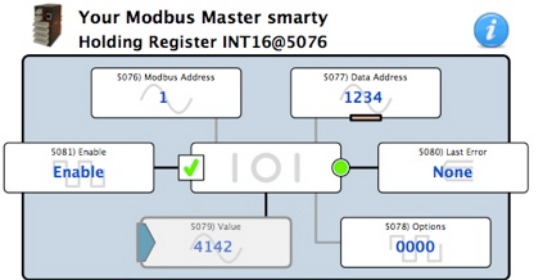 Your Modbus Master smarty
Holding Register INT16@5076
5076) Modbus Address
1
5077) Data Address
1234
5081) Enable
Enable
IOI
5080) Last Error
None
5079) Value
4142
5078) Options
0000